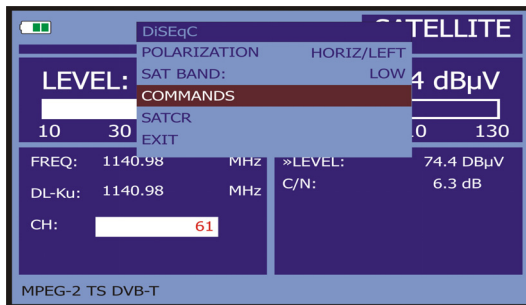 DiSEqC
TELLITE
POLARIZATION HORIZ/LEFT
SAT BAND: LOW
LEVEL: 4 dBµV
COMMANDS
SATCR
EXIT
10 30 0 130
FREQ: 1140.98 MHz
DL-Ku: 1140.98 MHz
CH: 61
»LEVEL: 74.4 DBµV
C/N: 6.3 dB
MPEG-2 TS DVB-T